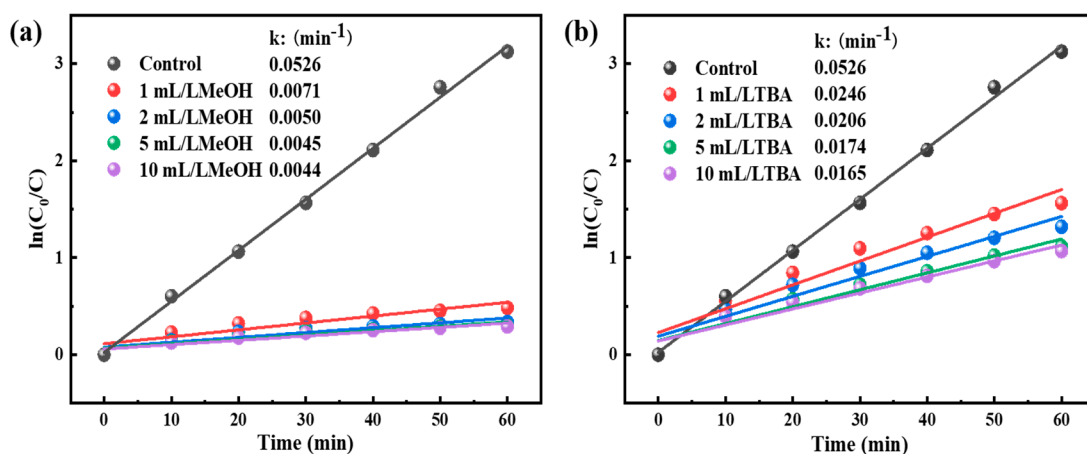 (a)
k: (min⁻¹)
Control 0.0526
1 mL/LMeOH 0.0071
2 mL/LMeOH 0.0050
5 mL/LMeOH 0.0045
10 mL/LMeOH 0.0044
ln(C₀/C)
3
2
1
0
0 10 20 30 40 50 60
Time (min)
(b)
k: (min⁻¹)
Control 0.0526
1 mL/LTBA 0.0246
2 mL/LTBA 0.0206
5 mL/LTBA 0.0174
10 mL/LTBA 0.0165
ln(C₀/C)
3
2
1
0
0 10 20 30 40 50 60
Time (min)